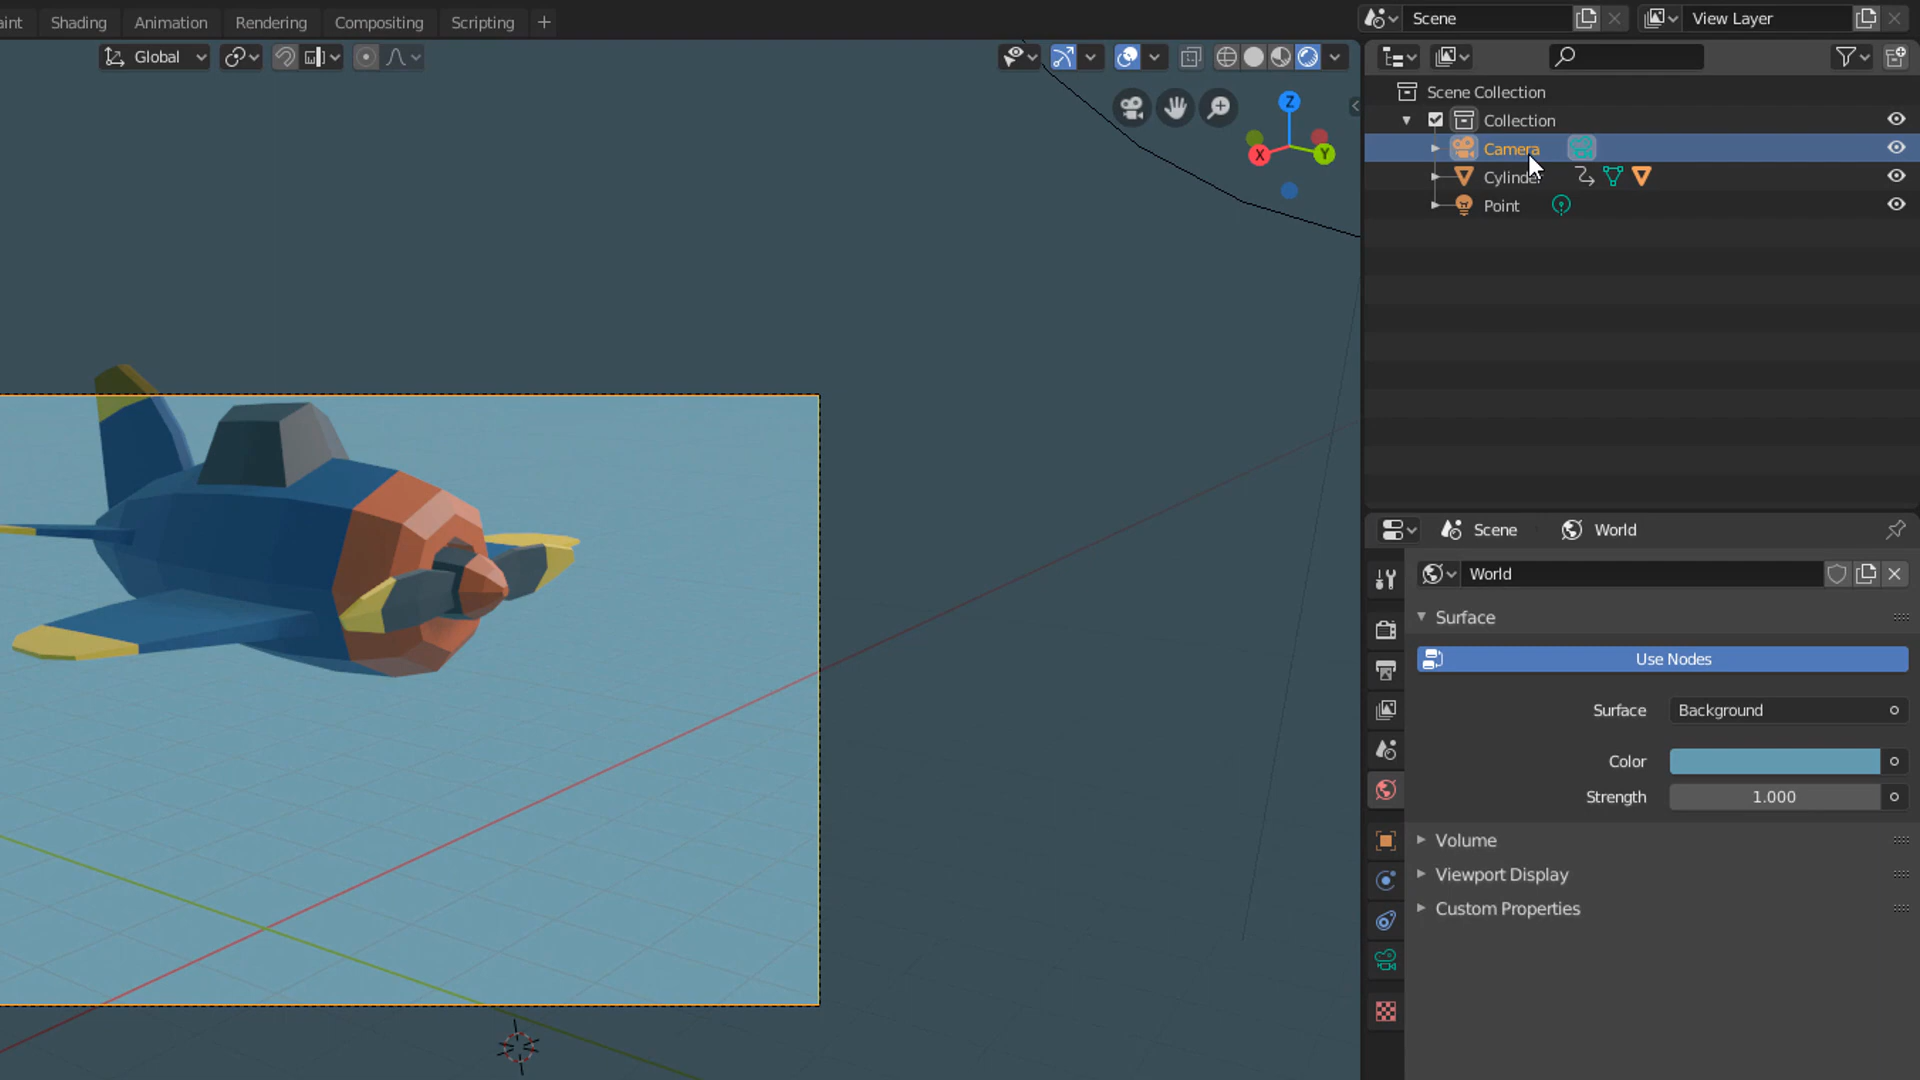 aint Shading Animation Rendering Compositing Scripting +
Scene
View Layer
Global
Z
X
Y
Scene Collection
Collection
Camera
Cylinder
Point
Scene World
World
Surface
Use Nodes
Surface Background
Color
Strength 1.000
Volume
Viewport Display
Custom Properties